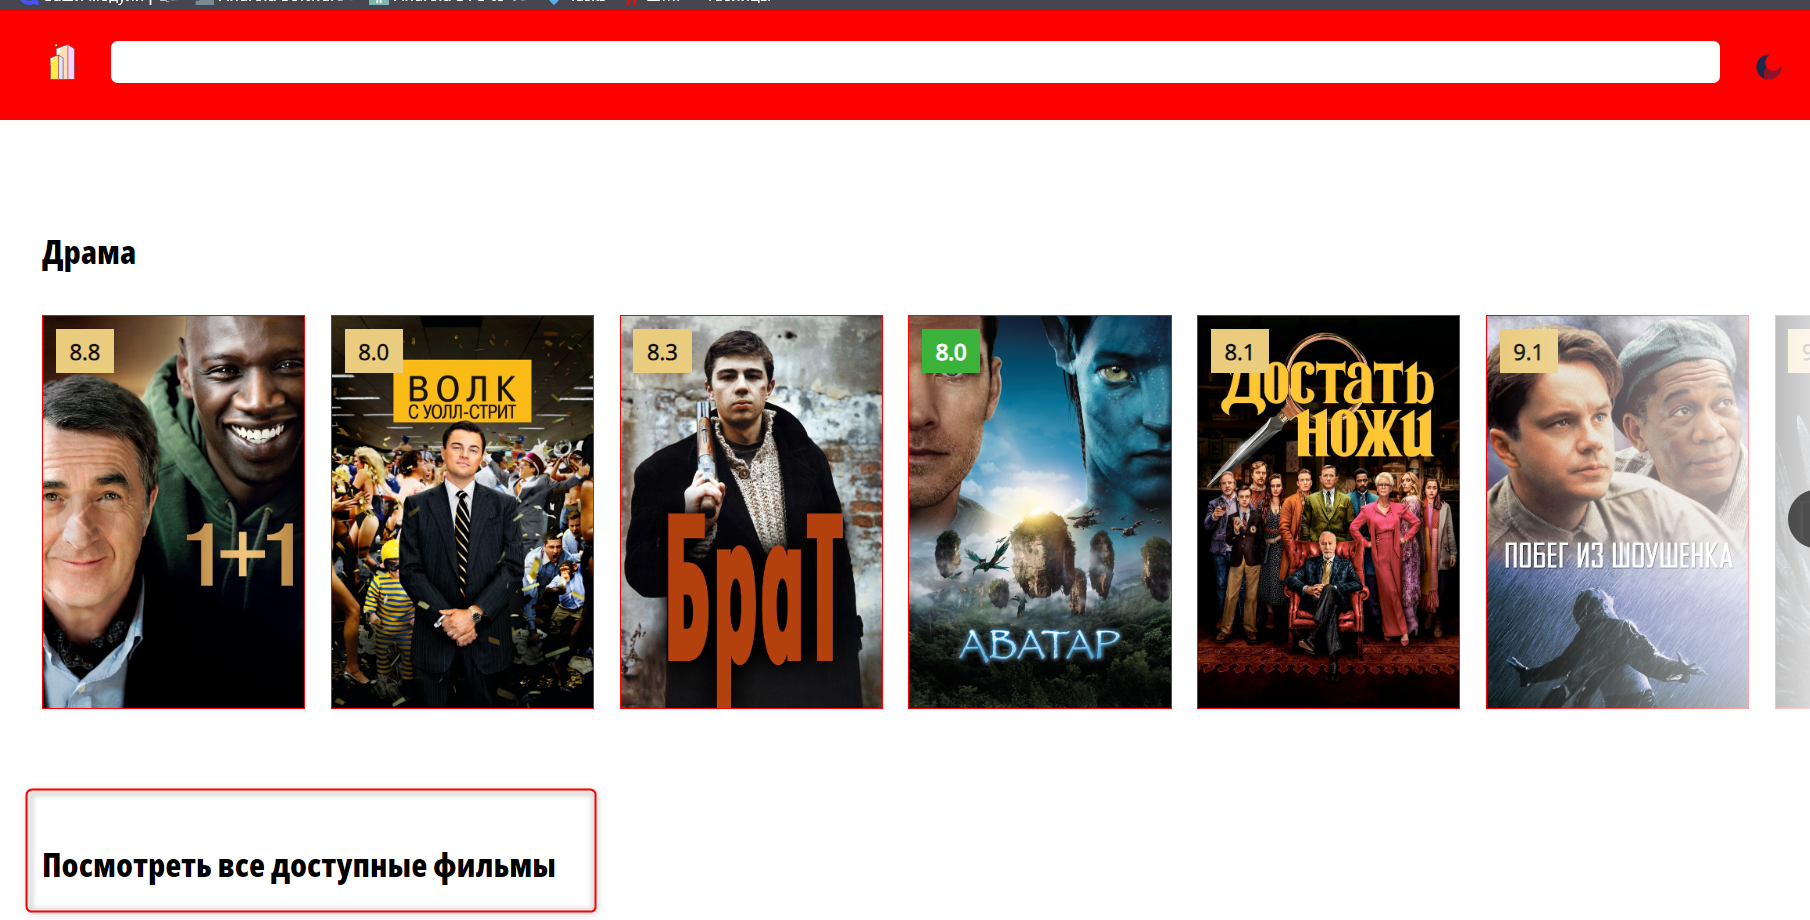 Драма
8.8
8.0
8.3
8.0
8.1
9.1
1+1
ВОЛК
С УОЛЛ-СТРИТ
Брат
АВАТАР
Достать
ножи
ПОБЕГ ИЗ ШОУШЕНКА
Посмотреть все доступные фильмы